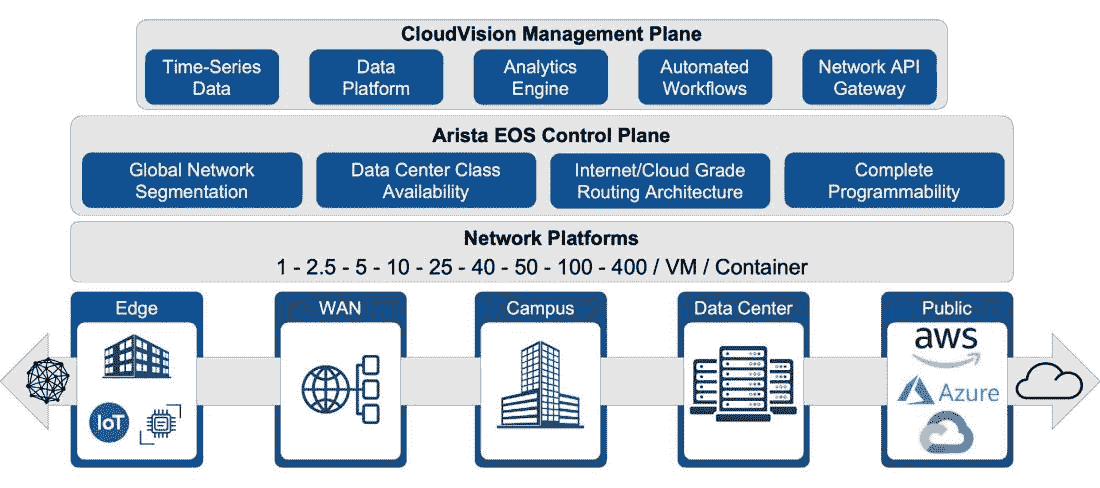 CloudVision Management Plane
Time-Series
Data
Data
Platform
Analytics
Engine
Automated
Workflows
Network API
Gateway
Arista EOS Control Plane
Global Network
Segmentation
Data Center Class
Availability
Internet/Cloud Grade
Routing Architecture
Complete
Programmability
Network Platforms
1 - 2.5 - 5 - 10 - 25 - 40 - 50 - 100 - 400 / VM / Container
Edge
IoT
WAN
Campus
Data Center
Public
aws
Azure